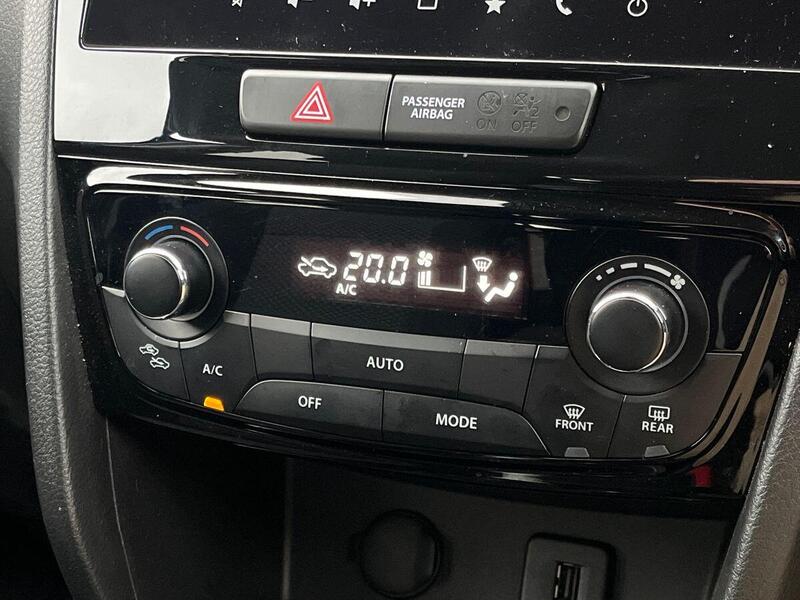 PASSENGER
AIRBAG
ON OFF
20.0
A/C
A/C
AUTO
OFF
MODE
FRONT
REAR